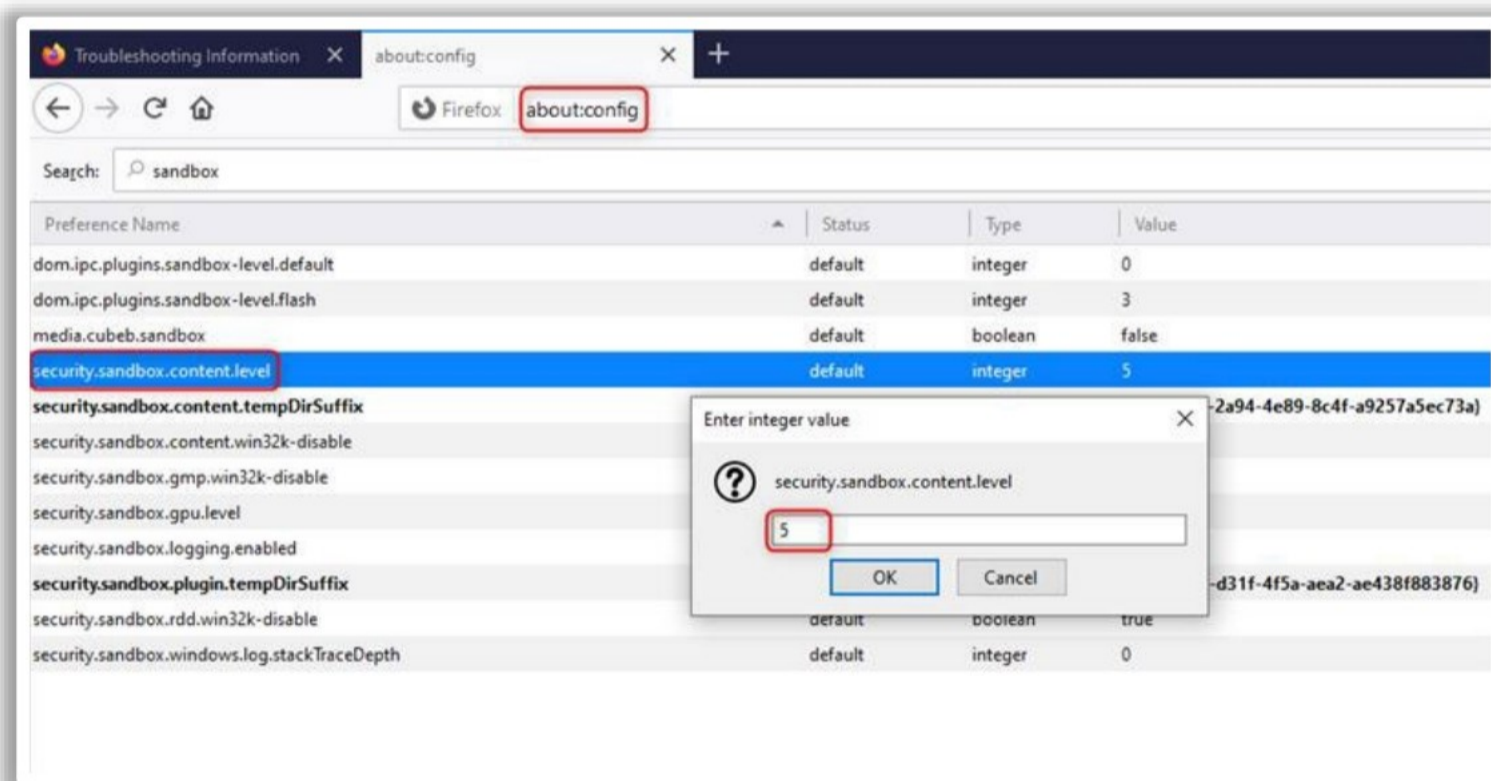 Troubleshooting Information
about:config
Firefox about:config
Search: sandbox
Preference Name Status Type Value
dom.ipc.plugins.sandbox-level.default default integer 0
dom.ipc.plugins.sandbox-level.flash default integer 3
media.cubeb.sandbox default boolean false
security.sandbox.content.level default integer 5
security.sandbox.content.tempDirSuffix -2a94-4e89-8c4f-a9257a5ec73a}
security.sandbox.content.win32k-disable
security.sandbox.gmp.win32k-disable
security.sandbox.gpu.level
security.sandbox.logging.enabled
security.sandbox.plugin.tempDirSuffix -d31f-4f5a-aea2-ae438f883876}
security.sandbox.rdd.win32k-disable default boolean true
security.sandbox.windows.log.stackTraceDepth default integer 0
Enter integer value
security.sandbox.content.level
5
OK Cancel